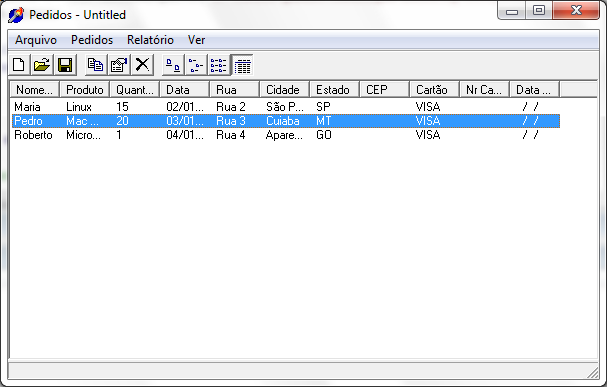 Pedidos - Untitled
Arquivo Pedidos Relatório Ver
Nome... Produto Quant... Data Rua Cidade Estado CEP Cartão Nr Ca... Data ...
Maria Linux 15 02/01... Rua 2 São P... SP VISA / /
Pedro Mac ... 20 03/01... Rua 3 Cuiaba MT VISA / /
Roberto Micro... 1 04/01... Rua 4 Apare... GO VISA / /